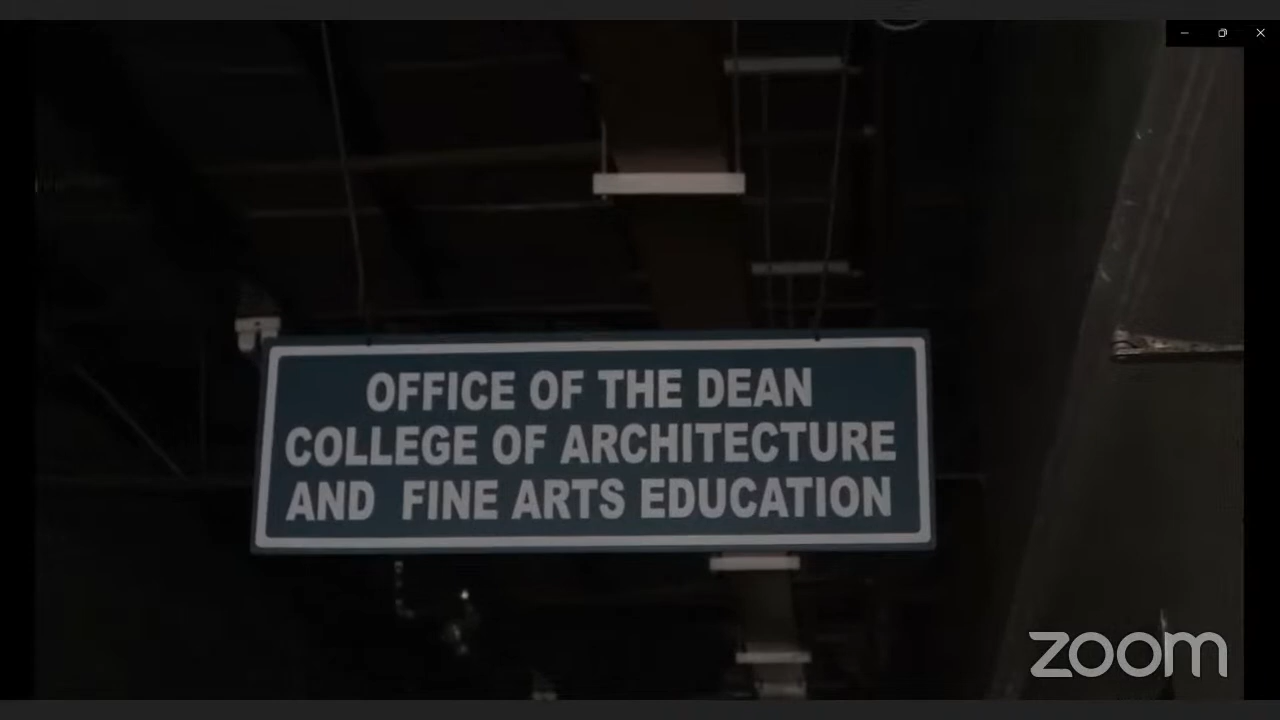 OFFICE OF THE DEAN
COLLEGE OF ARCHITECTURE
AND FINE ARTS EDUCATION
zoom